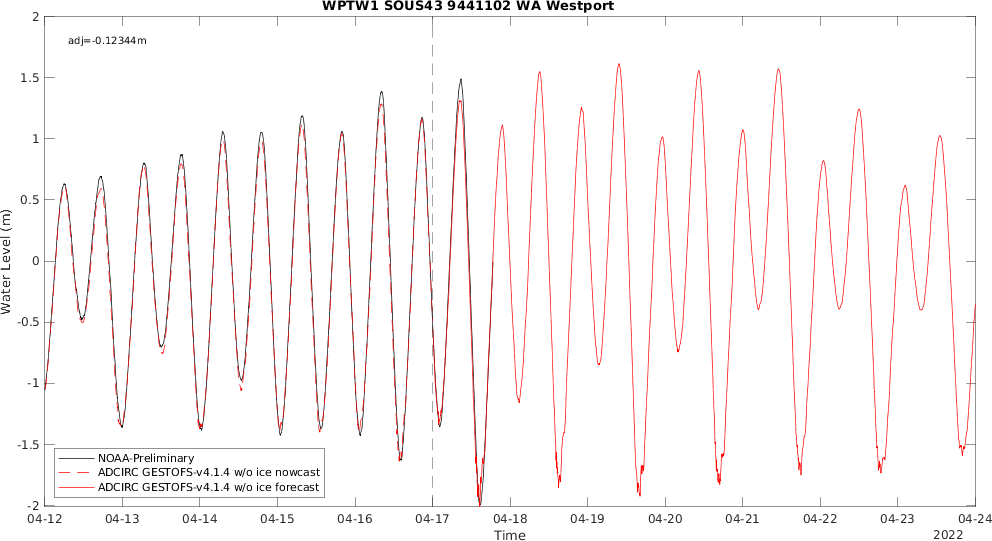 WPTW1 SOUS43 9441102 WA Westport
adj=-0.12344m
2
1.5
1
0.5
0
-0.5
-1
-1.5
-2
Water Level (m)
NOAA-Preliminary
ADCIRC GESTOFS-v4.1.4 w/o ice nowcast
ADCIRC GESTOFS-v4.1.4 w/o ice forecast
04-12 04-13 04-14 04-15 04-16 04-17 04-18 04-19 04-20 04-21 04-22 04-23 04-24
Time
2022